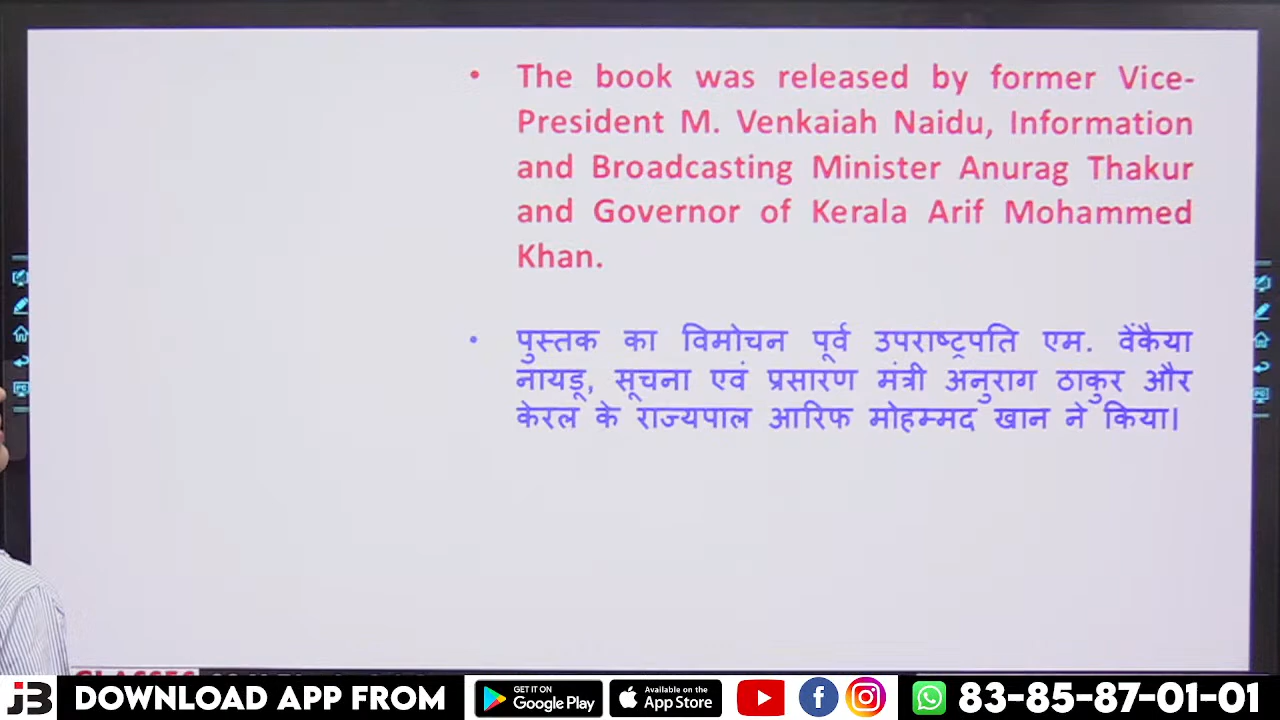 • The book was released by former Vice-
President M. Venkaiah Naidu, Information
and Broadcasting Minister Anurag Thakur
and Governor of Kerala Arif Mohammed
Khan.
• पुस्तक का विमोचन पूर्व उपराष्ट्रपति एम. वेंकैया
नायडू, सूचना एवं प्रसारण मंत्री अनुराग ठाकुर और
केरल के राज्यपाल आरिफ मोहम्मद खान ने किया।
CLASSES
JB DOWNLOAD APP FROM GET IT ON Google Play Available on the App Store 83-85-87-01-01